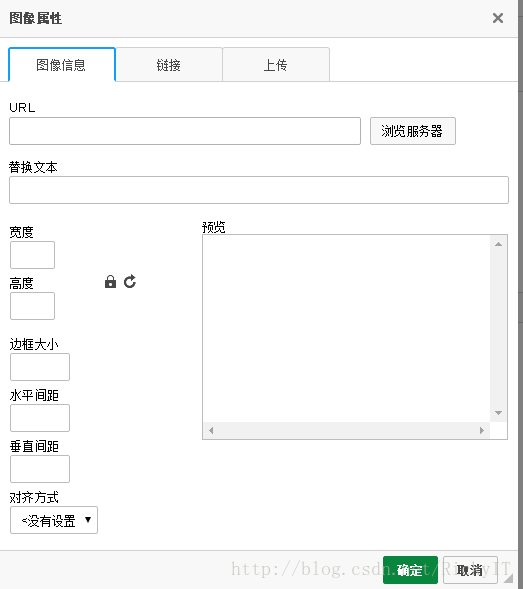 图像属性
图像信息 链接 上传
URL
浏览服务器
替换文本
宽度
预览
高度
边框大小
水平间距
垂直间距
对齐方式
<没有设置
确定 取消